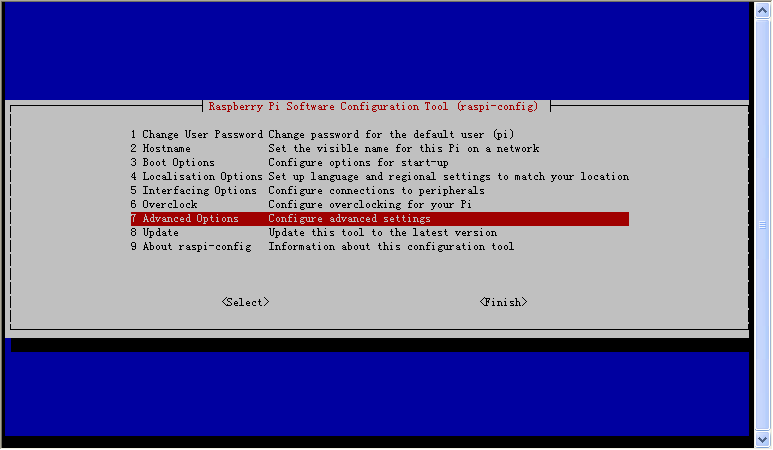 Raspberry Pi Software Configuration Tool (raspi-config)
1 Change User Password Change password for the default user (pi)
2 Hostname Set the visible name for this Pi on a network
3 Boot Options Configure options for start-up
4 Localisation Options Set up language and regional settings to match your location
5 Interfacing Options Configure connections to peripherals
6 Overclock Configure overclocking for your Pi
7 Advanced Options Configure advanced settings
8 Update Update this tool to the latest version
9 About raspi-config Information about this configuration tool
<Select> <Finish>